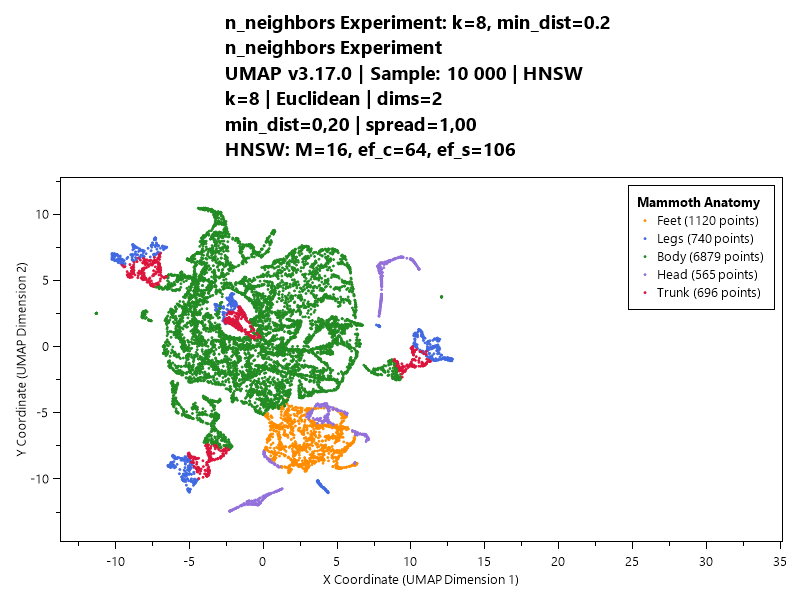 n_neighbors Experiment: k=8, min_dist=0.2
n_neighbors Experiment
UMAP v3.17.0 | Sample: 10 000 | HNSW
k=8 | Euclidean | dims=2
min_dist=0,20 | spread=1,00
HNSW: M=16, ef_c=64, ef_s=106
Mammoth Anatomy
Feet (1120 points)
Legs (740 points)
Body (6879 points)
Head (565 points)
Trunk (696 points)
Y Coordinate (UMAP Dimension 2)
10
5
0
-5
-10
-10
-5
0
5
10
15
20
25
30
35
X Coordinate (UMAP Dimension 1)